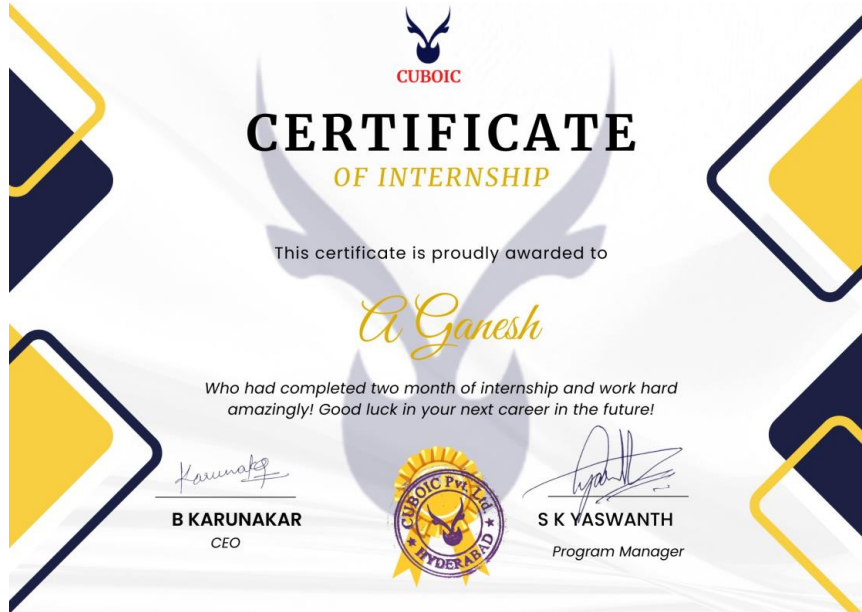 CUBOIC
CERTIFICATE
OF INTERNSHIP
This certificate is proudly awarded to
A Ganesh
Who had completed two month of internship and work hard
amazingly! Good luck in your next career in the future!
Karunakar
B KARUNAKAR
CEO
CUBOIC Pvt. Ltd.
HYDERABAD
S K YASWANTH
Program Manager